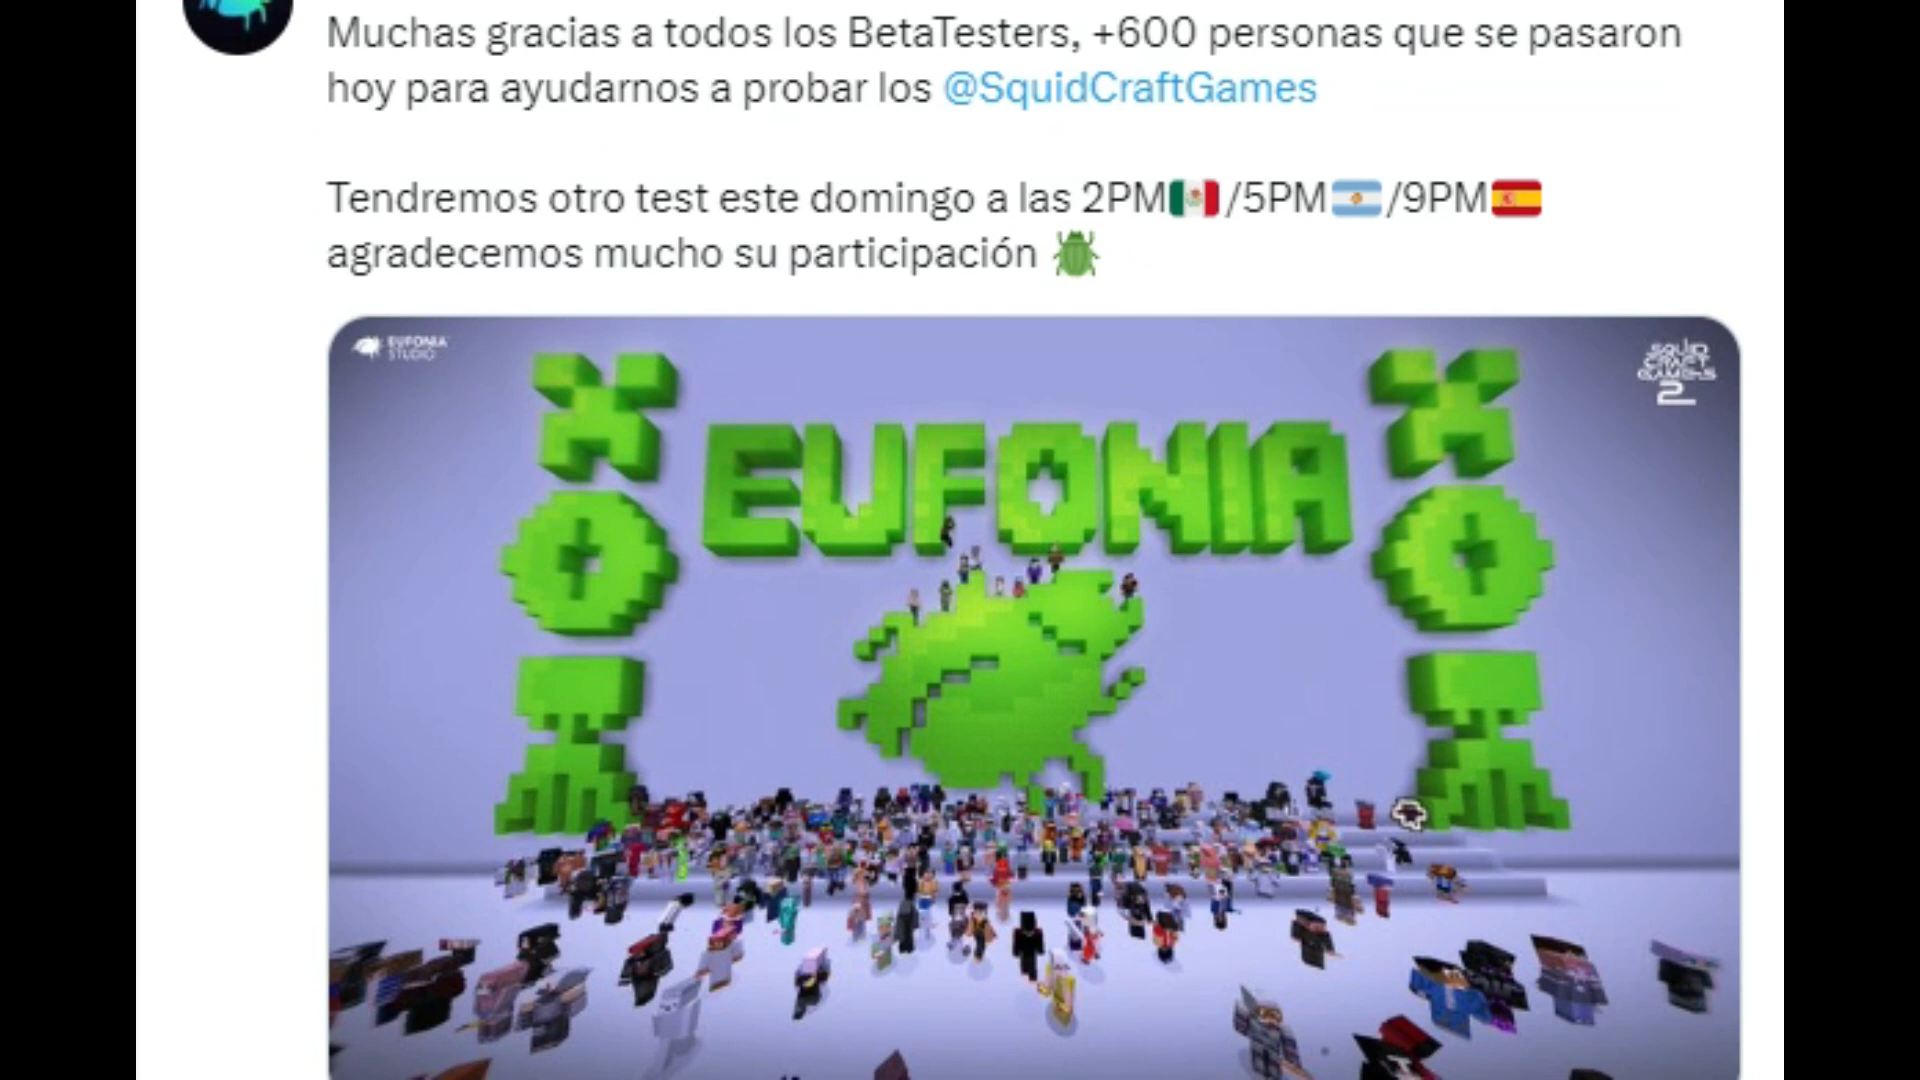 Muchas gracias a todos los BetaTesters, +600 personas que se pasaron
hoy para ayudarnos a probar los @SquidCraftGames
Tendremos otro test este domingo a las 2PM🇲🇽/5PM🇦🇷/9PM🇪🇸
agradecemos mucho su participación 🪲
EUFONIA
STUDIO
SQUID
CRAFT
GAMES
2
EUFONIA